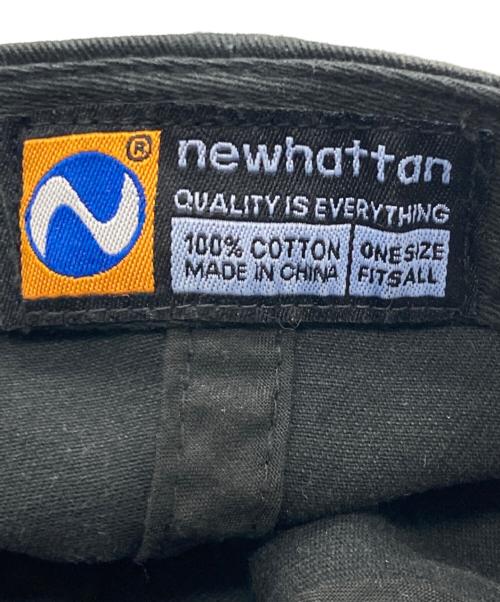 ®
newhattan
QUALITY IS EVERYTHING
100% COTTON
MADE IN CHINA
ONE SIZE
FITS ALL